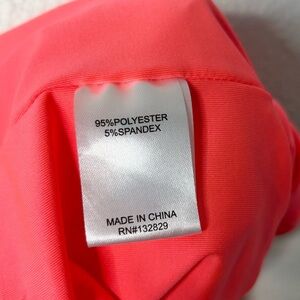 95%POLYESTER
5%SPANDEX
MADE IN CHINA
RN#132829